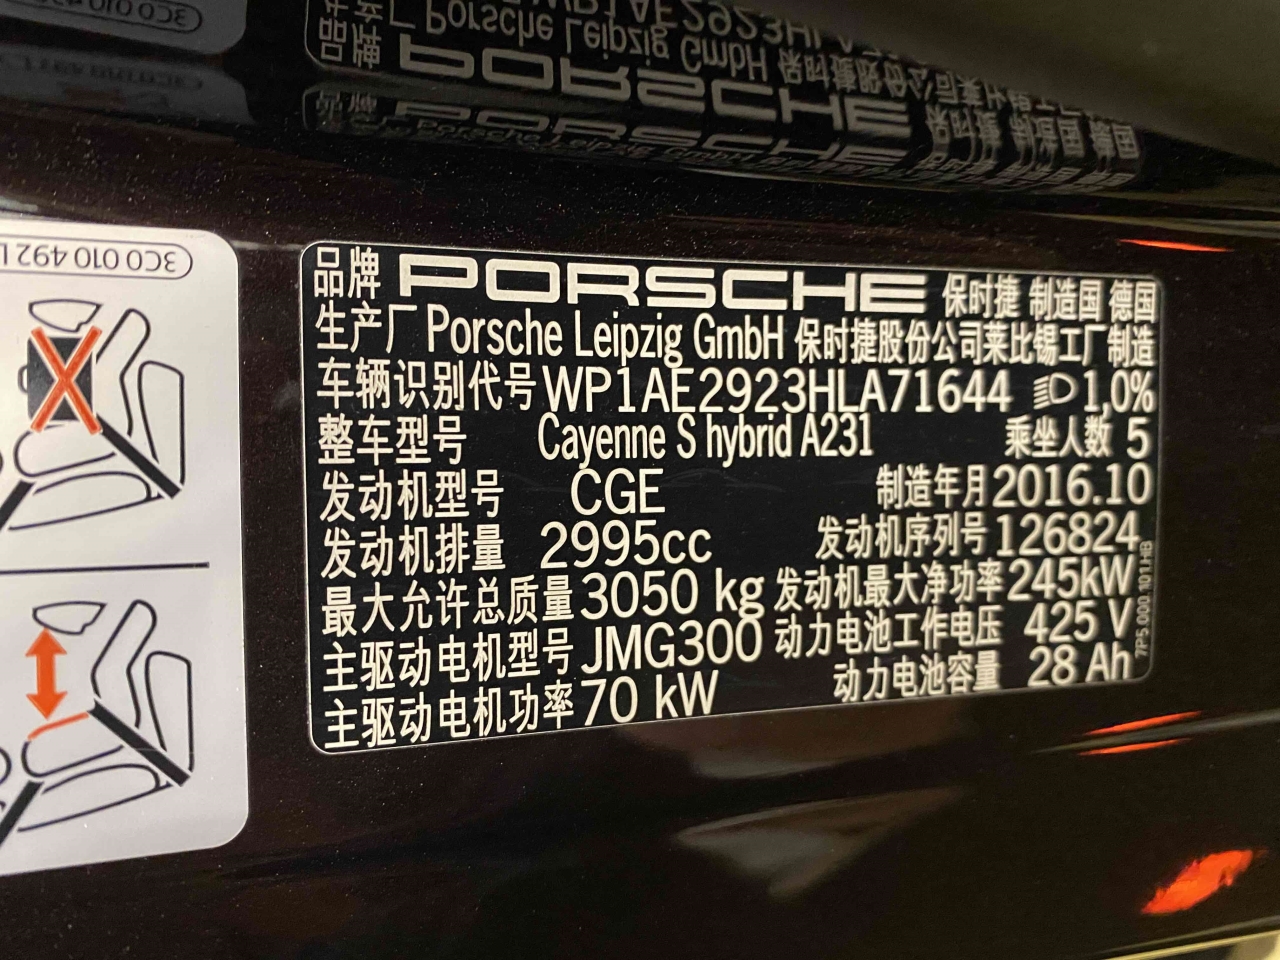 3C0 010 492
品牌 PORSCHE 保时捷 制造国 德国
生产厂 Porsche Leipzig GmbH 保时捷股份公司莱比锡工厂制造
车辆识别代号 WP1AE2923HLA71644 1,0%
整车型号 Cayenne S hybrid A231 乘坐人数 5
发动机型号 CGE 制造年月 2016.10
发动机排量 2995cc 发动机序列号 126824
最大允许总质量 3050 kg 发动机最大净功率 245kW
主驱动电机型号 JMG300 动力电池工作电压 425 V
主驱动电机功率 70 kW 动力电池容量 28 Ah
7P5.000.101.HB